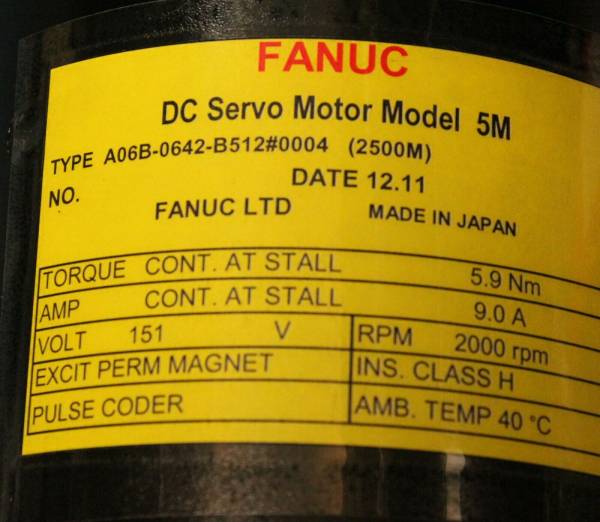 FANUC
DC Servo Motor Model 5M
TYPE A06B-0642-B512#0004 (2500M)
NO. DATE 12.11
FANUC LTD MADE IN JAPAN
TORQUE CONT. AT STALL 5.9 Nm
AMP CONT. AT STALL 9.0 A
VOLT 151 V RPM 2000 rpm
EXCIT PERM MAGNET INS. CLASS H
PULSE CODER AMB. TEMP 40 °C